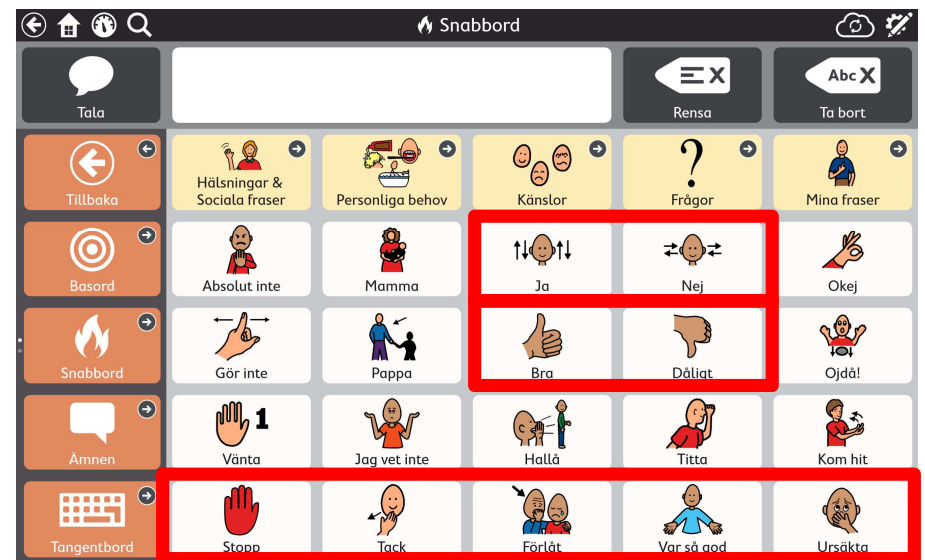 Snabbord
Tala
Rensa
Abc X
Ta bort
Tillbaka
Hälsningar &
Sociala fraser
Personliga behov
Känslor
?
Frågor
Mina fraser
Basord
Absolut inte
Mamma
Ja
Nej
Okej
Snabbord
Gör inte
Pappa
Bra
Dåligt
Ojdå!
Ämnen
1
Vänta
Jag vet inte
Hallå
Titta
Kom hit
Tangentbord
Stopp
Tack
Förlåt
Var så god
Ursäkta